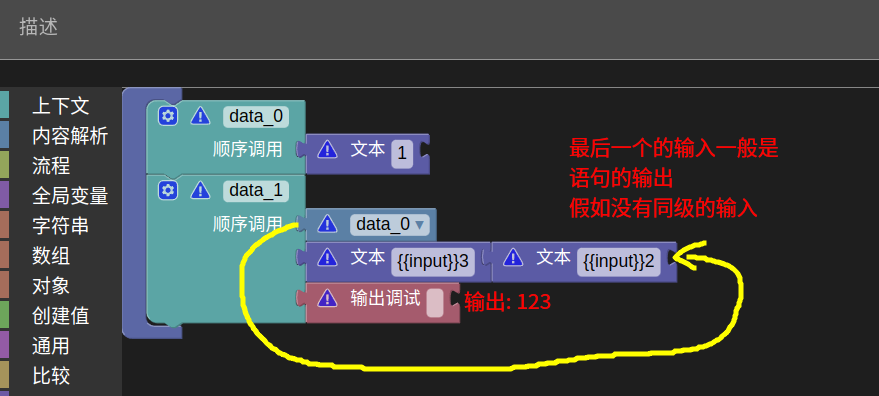 描述
上下文
内容解析
流程
全局变量
字符串
数组
对象
创建值
通用
比较
data_0
顺序调用 文本 1
data_1
顺序调用 data_0
文本 {{input}}3 文本 {{input}}2
输出调试
输出: 123
最后一个的输入一般是
语句的输出
假如没有同级的输入